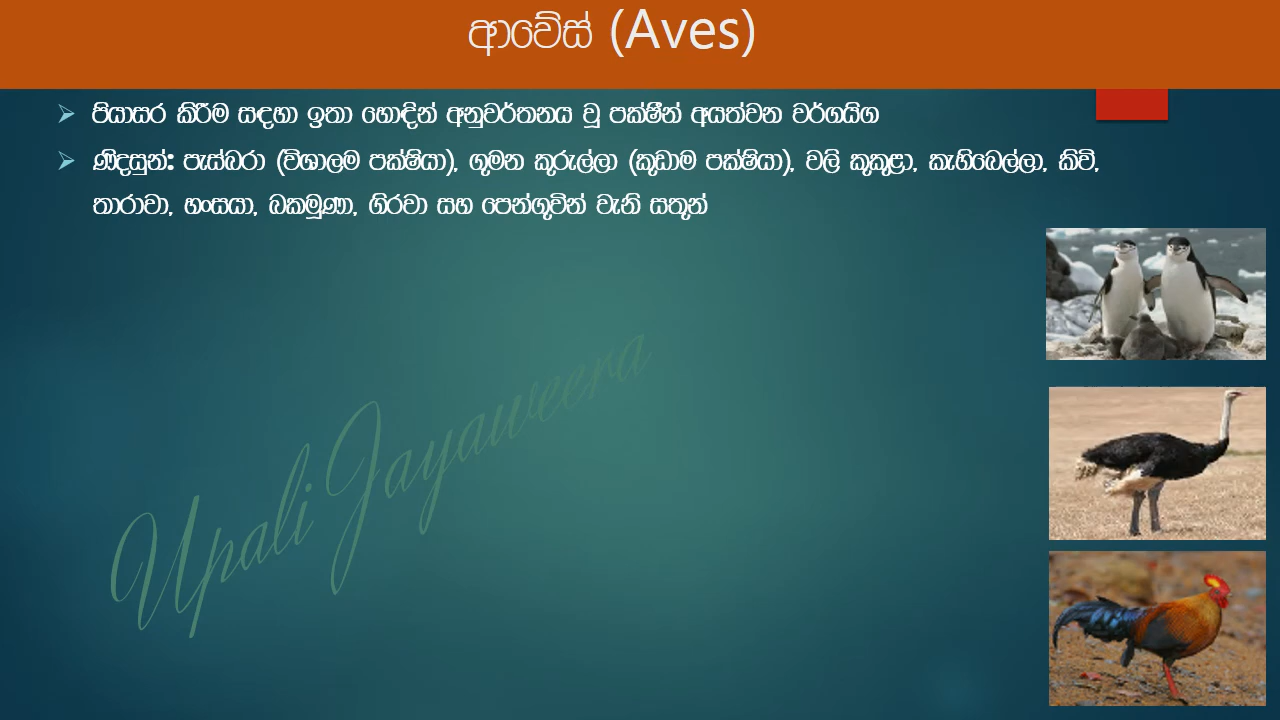 ආවේස් (Aves)
පියාසර කිරීම සඳහා ඉතා හොඳින් අනුවර්තනය වූ පක්ෂීන් අයත්වන වර්ගයිග
ණිදසුන්: පැස්බරා (විශාලම පක්ෂියා), ගුමන කුරුල්ලා (කුඩාම පක්ෂියා), වලි කුකුළා, කැහිබෙල්ලා, කිවි,
තාරාවා, හංසයා, බකමූණා, ගිරවා සහ පෙන්ගුවින් වැනි සතුන්
Upali Jayaweera